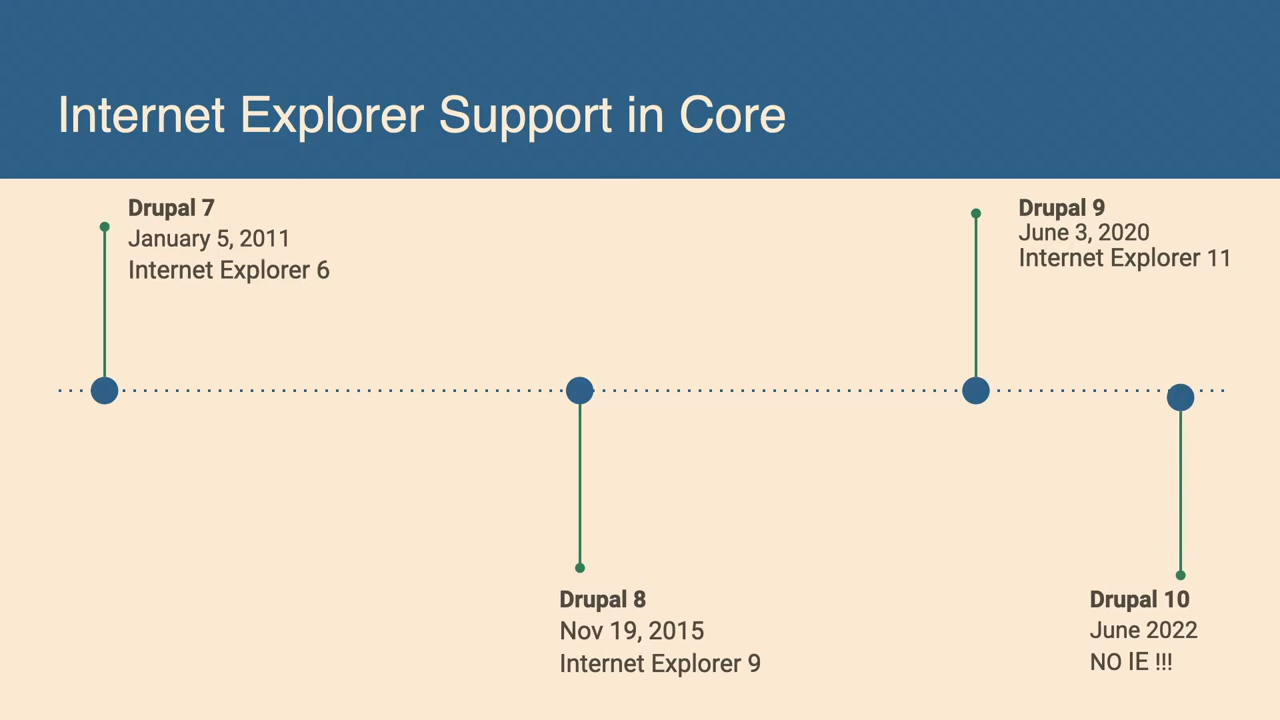 Internet Explorer Support in Core
Drupal 7
January 5, 2011
Internet Explorer 6
Drupal 9
June 3, 2020
Internet Explorer 11
Drupal 8
Nov 19, 2015
Internet Explorer 9
Drupal 10
June 2022
NO IE !!!